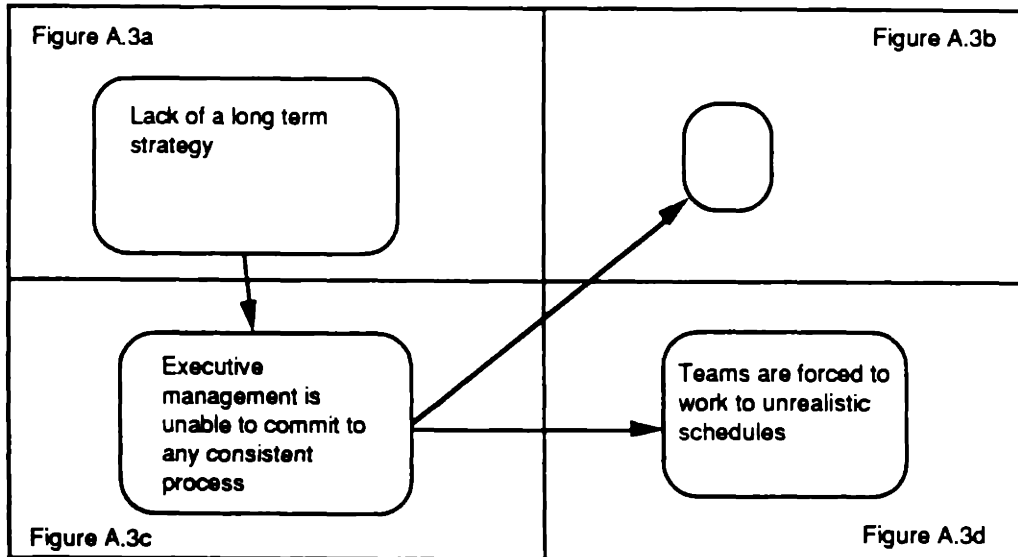 Figure A.3a
Figure A.3b
Lack of a long term
strategy
Executive
management is
unable to commit to
any consistent
process
Teams are forced to
work to unrealistic
schedules
Figure A.3c
Figure A.3d